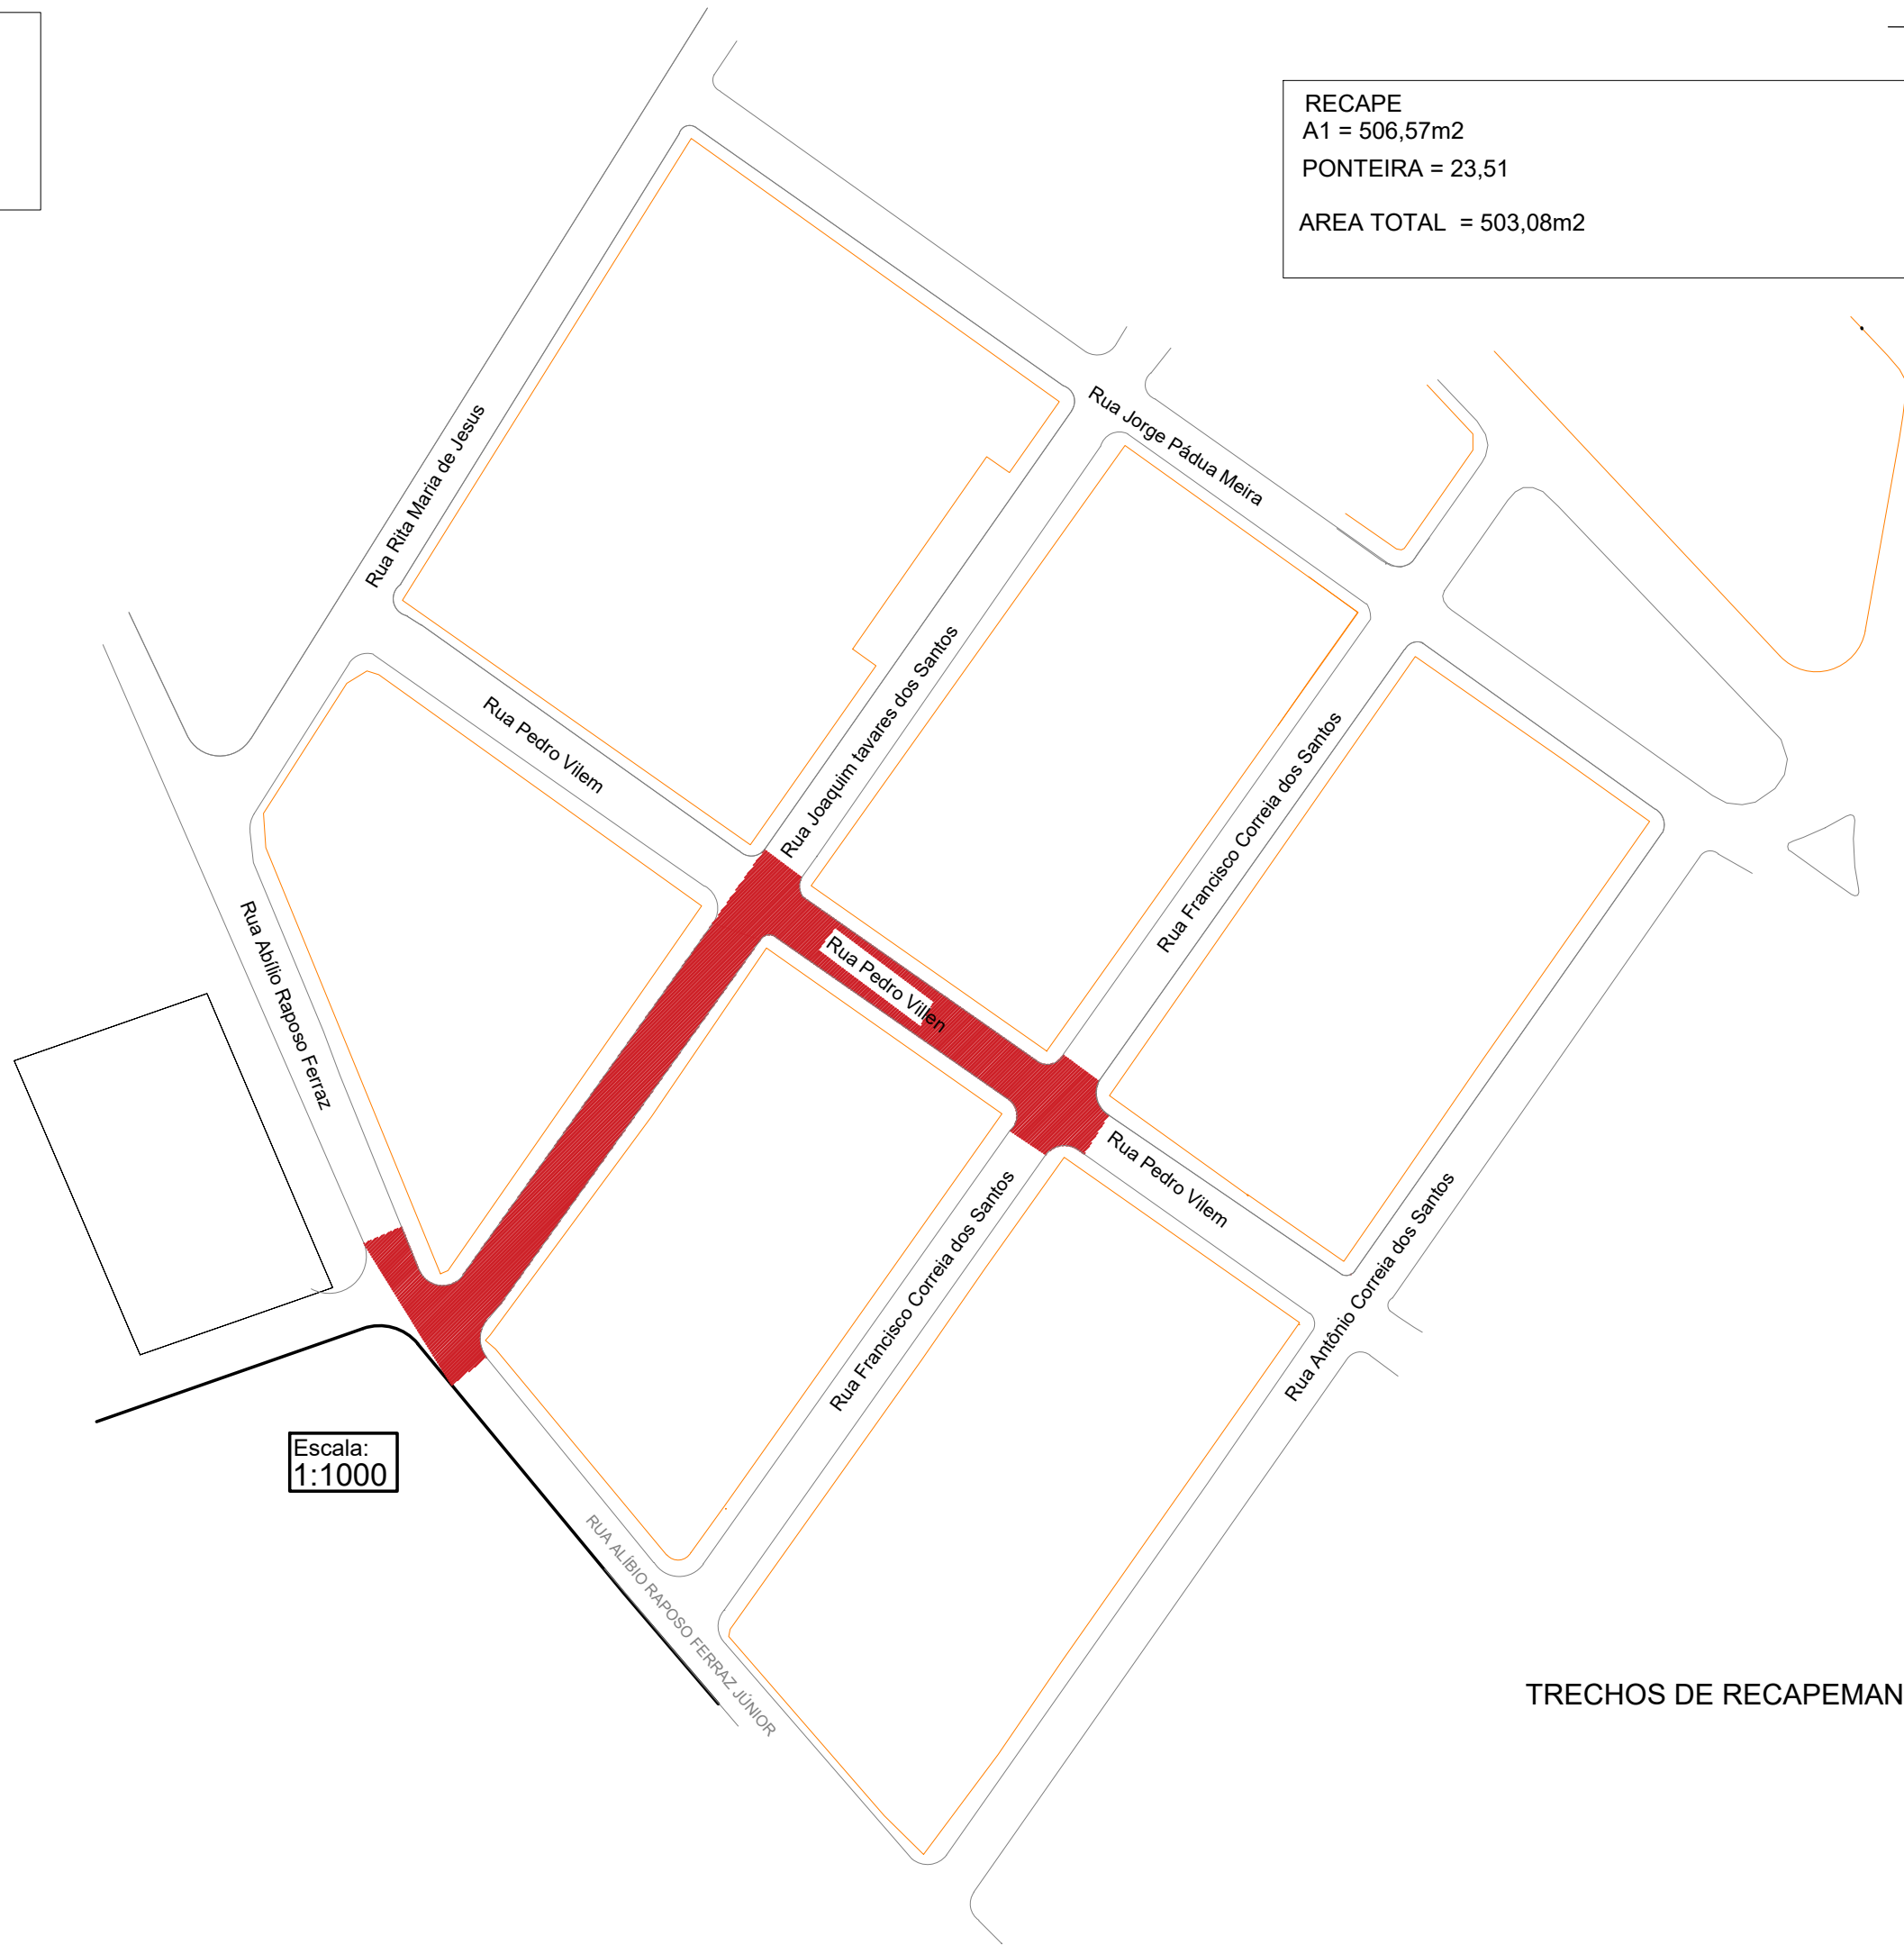 RECAPE
A1 = 506,57m2
PONTEIRA = 23,51
AREA TOTAL = 503,08m2
Rua Jorge Pádua Meira
Rua Rita Maria de Jesus
Rua Joaquim tavares dos Santos
Rua Pedro Vilem
Rua Francisco Correia dos Santos
Rua Abílio Raposo Ferraz
Rua Pedro Villen
Rua Pedro Vilem
Rua Francisco Correia dos Santos
Rua Antônio Correia dos Santos
Escala:
1:1000
RUA ALÍBIO RAPOSO FERRAZ JÚNIOR
TRECHOS DE RECAPEMAN